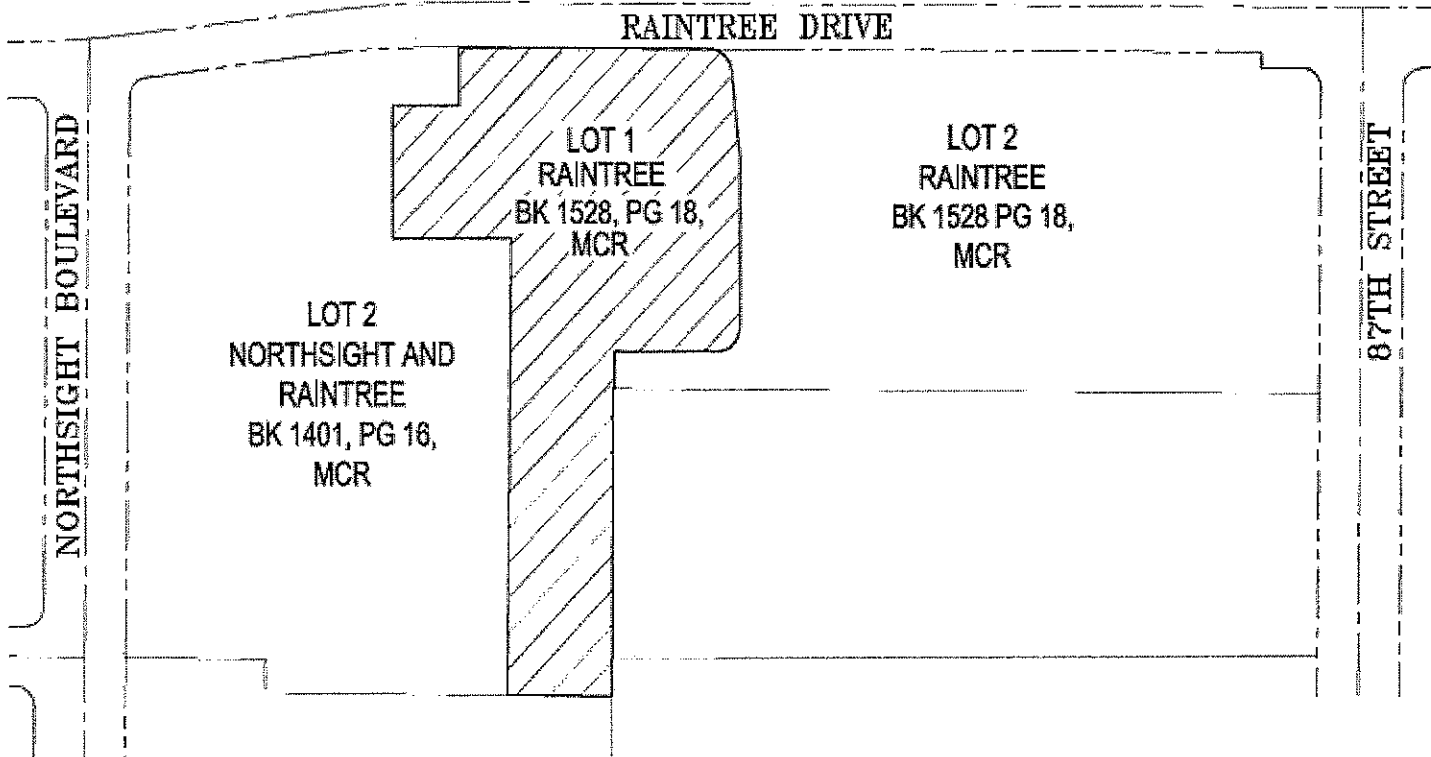 RAINTREE DRIVE
NORTHSIGHT BOULEVARD
LOT 1
RAINTREE
BK 1528, PG 18,
MCR
LOT 2
RAINTREE
BK 1528 PG 18,
MCR
87TH STREET
LOT 2
NORTHSIGHT AND
RAINTREE
BK 1401, PG 16,
MCR